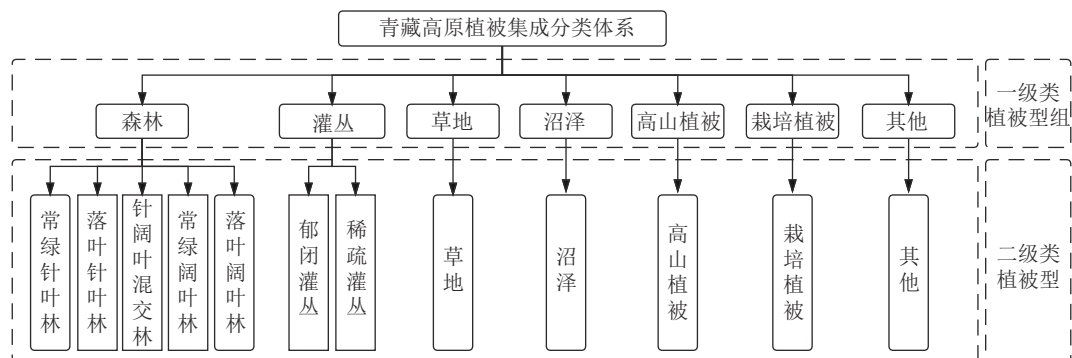 青藏高原植被集成分类体系
森林
灌丛
草地
沼泽
高山植被
栽培植被
其他
一级类
植被型组
常绿针叶林
落叶针叶林
针阔叶混交林
常绿阔叶林
落叶阔叶林
郁闭灌丛
稀疏灌丛
草地
沼泽
高山植被
栽培植被
其他
二级类
植被型